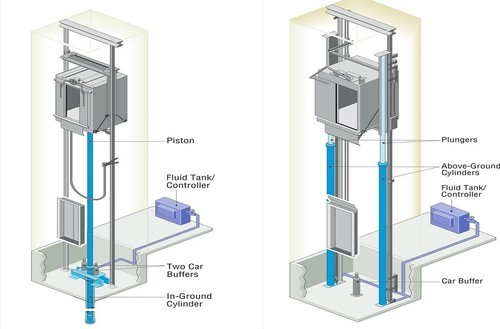 Piston
Fluid Tank/
Controller
Two Car
Buffers
In-Ground
Cylinder
Plungers
Above-Ground
Cylinders
Fluid Tank/
Controller
Car Buffer